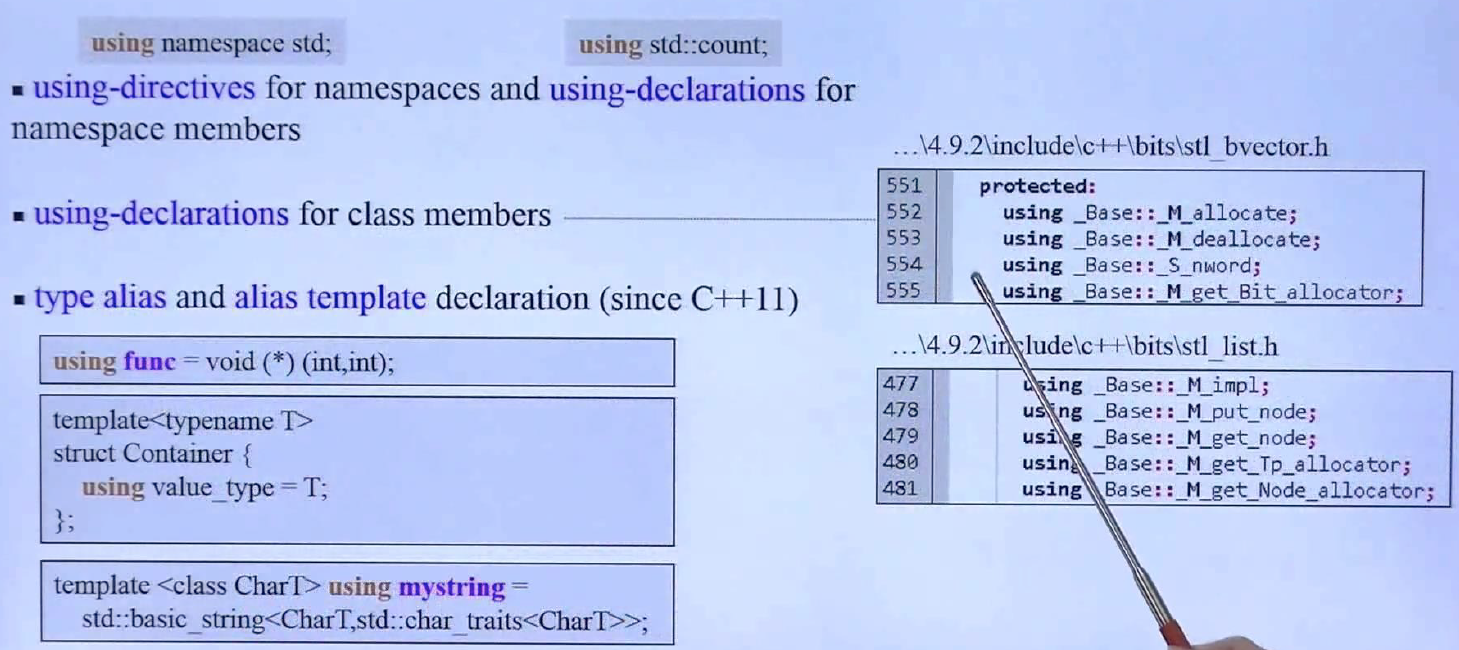 using namespace std;
using std::count;
▪ using-directives for namespaces and using-declarations for
namespace members
▪ using-declarations for class members
▪ type alias and alias template declaration (since C++11)
using func = void (*) (int,int);
template<typename T>
struct Container {
using value_type = T;
};
template <class CharT> using mystring =
std::basic_string<CharT,std::char_traits<CharT>>;
...\4.9.2\include\c++\bits\stl_bvector.h
551 protected:
552 using _Base::_M_allocate;
553 using _Base::_M_deallocate;
554 using _Base::_S_nword;
555 using _Base::_M_get_Bit_allocator;
...\4.9.2\include\c++\bits\stl_list.h
477 using _Base::_M_impl;
478 using _Base::_M_put_node;
479 using _Base::_M_get_node;
480 using _Base::_M_get_Tp_allocator;
481 using _Base::_M_get_Node_allocator;